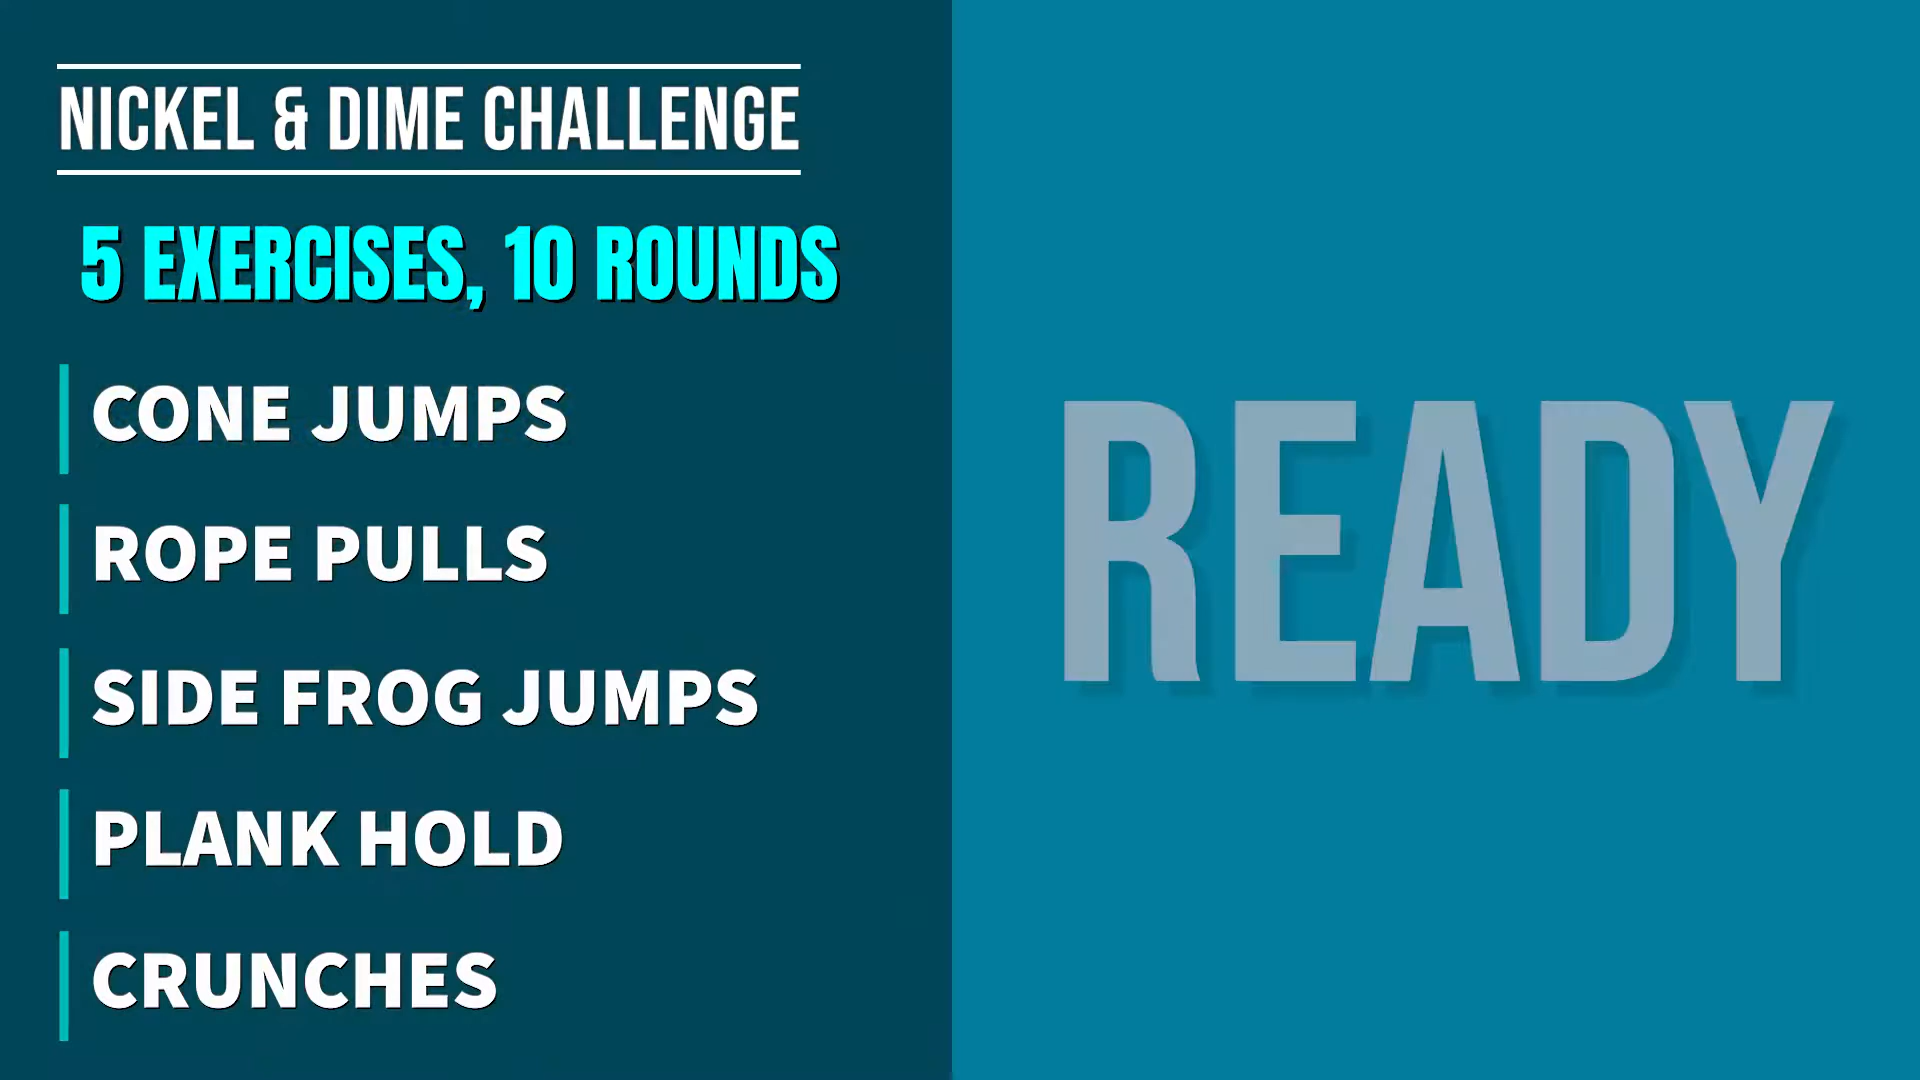 NICKEL & DIME CHALLENGE
5 EXERCISES, 10 ROUNDS
CONE JUMPS
ROPE PULLS
SIDE FROG JUMPS
PLANK HOLD
CRUNCHES
READY